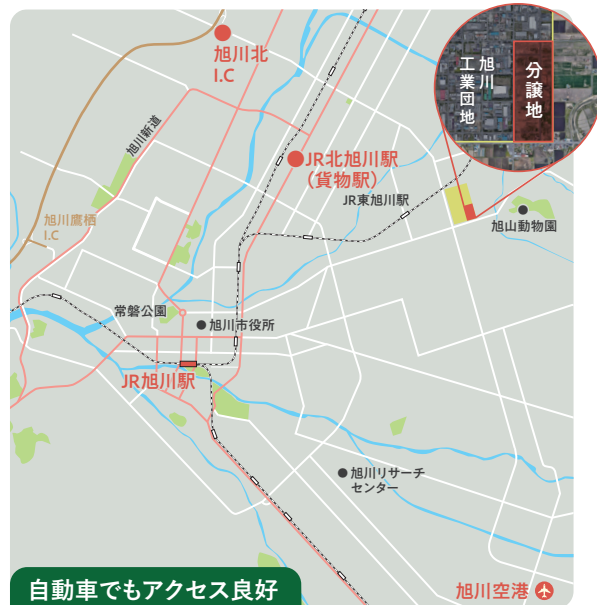 旭川北
I.C
旭川
工業団地
分譲地
旭川新道
JR北旭川駅
(貨物駅)
JR東旭川駅
旭川鷹栖
I.C
旭山動物園
常磐公園
旭川市役所
JR旭川駅
旭川リサーチ
センター
自動車でもアクセス良好
旭川空港